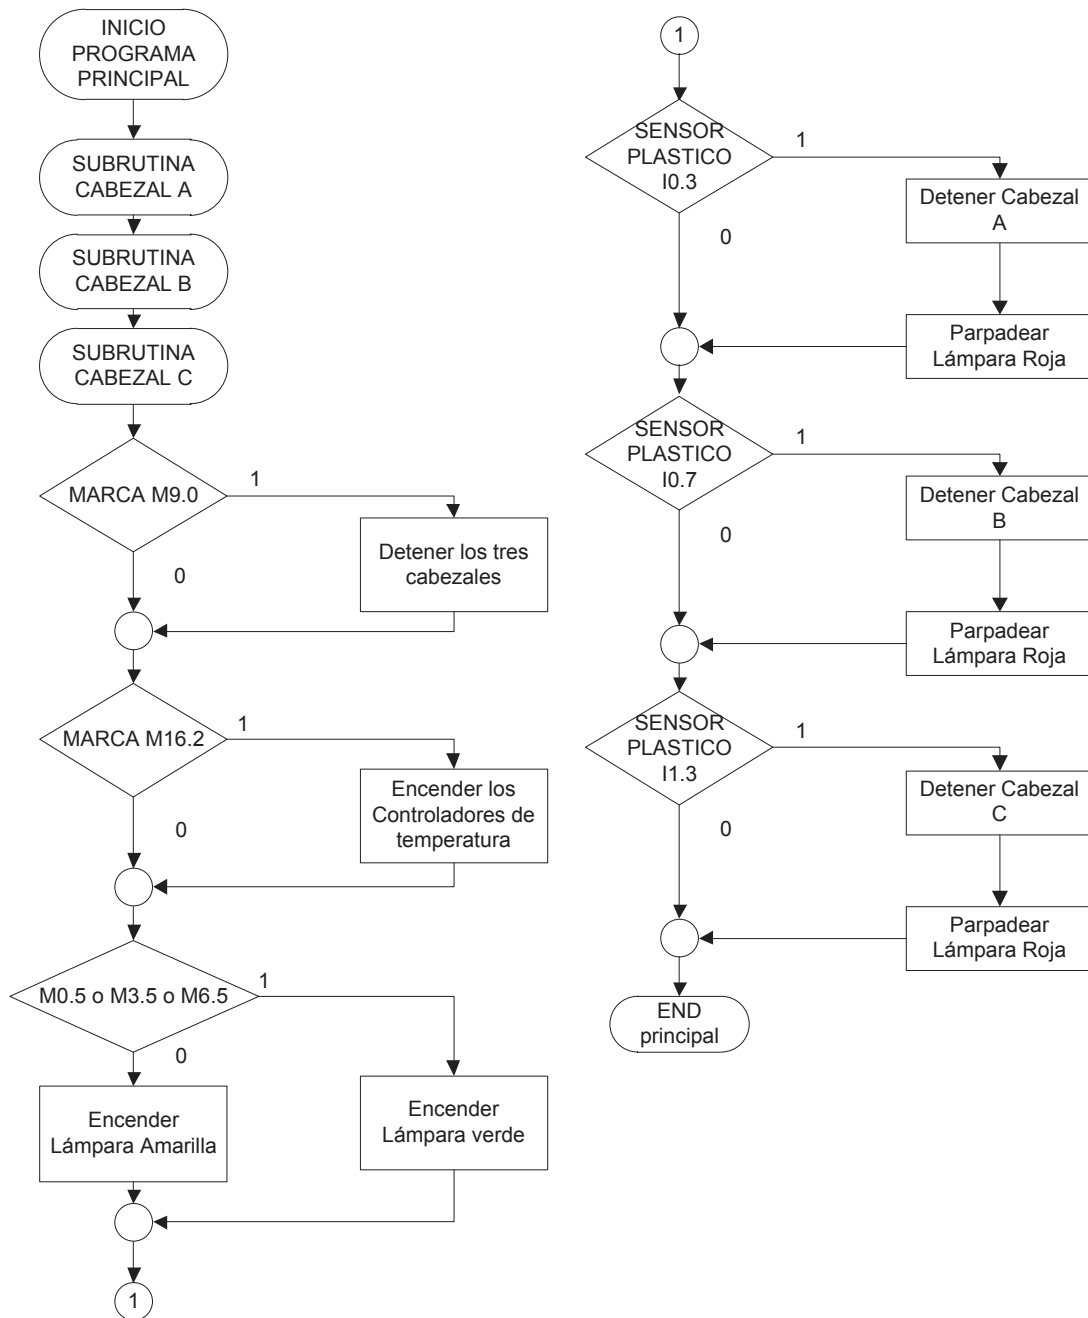 INICIO
PROGRAMA
PRINCIPAL
SUBRUTINA
CABEZAL A
SUBRUTINA
CABEZAL B
SUBRUTINA
CABEZAL C
MARCA M9.0
1
0
Detener los tres
cabezales
MARCA M16.2
1
0
Encender los
Controladores de
temperatura
M0.5 o M3.5 o M6.5
1
0
Encender
Lámpara Amarilla
Encender
Lámpara verde
1
1
SENSOR
PLASTICO
I0.3
1
0
Detener Cabezal
A
Parpadear
Lámpara Roja
SENSOR
PLASTICO
I0.7
1
0
Detener Cabezal
B
Parpadear
Lámpara Roja
SENSOR
PLASTICO
I1.3
1
0
Detener Cabezal
C
Parpadear
Lámpara Roja
END
principal